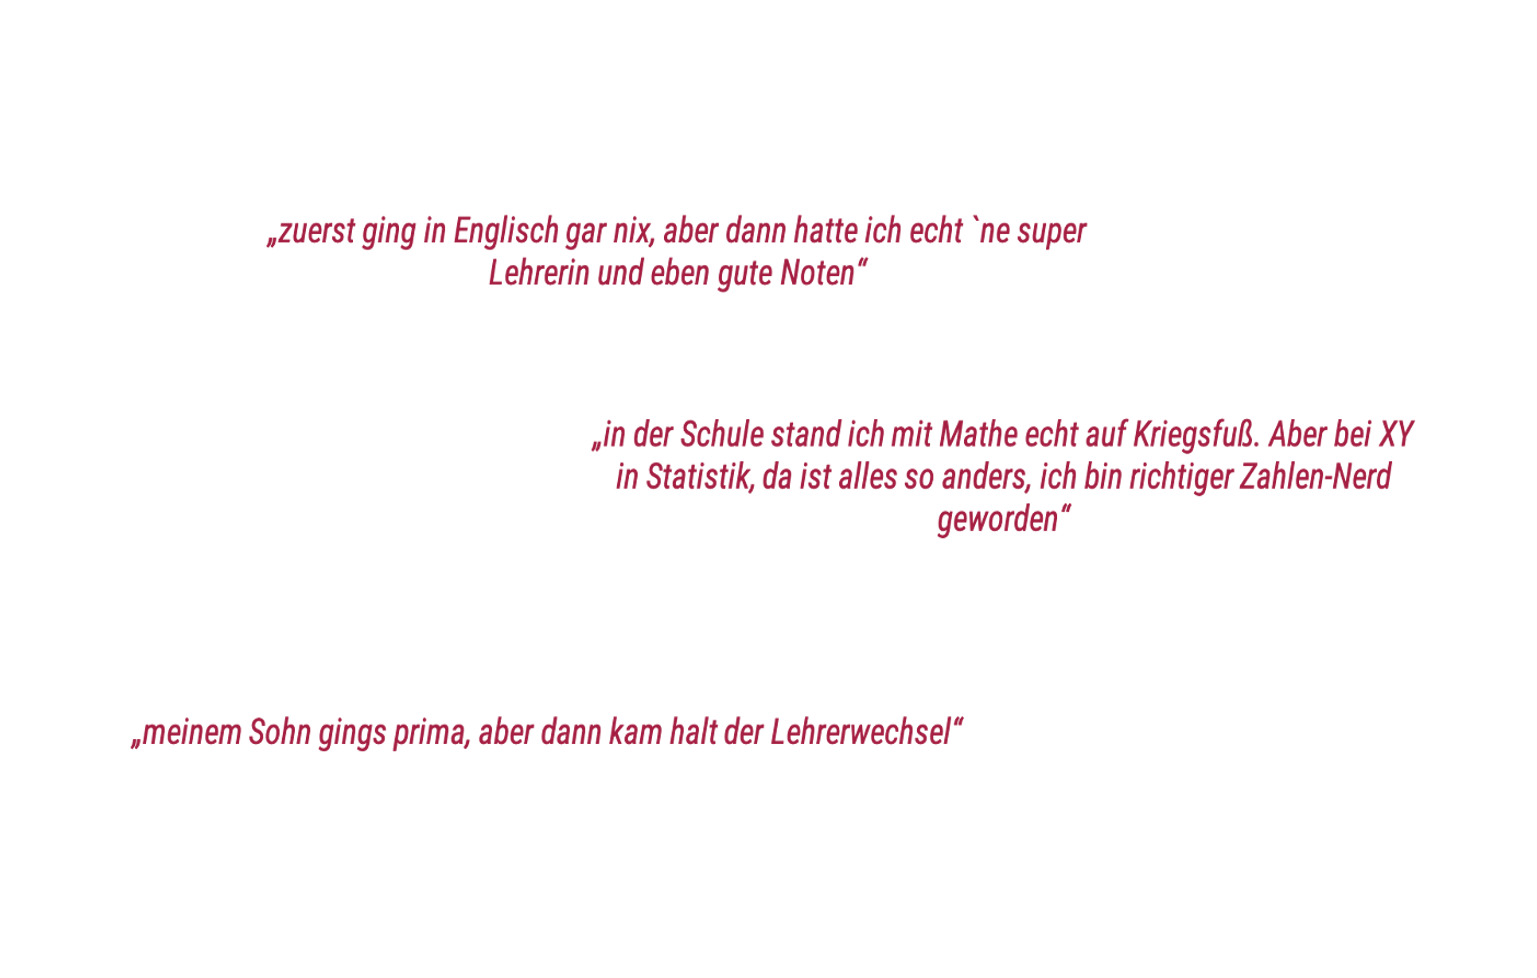 „zuerst ging in Englisch gar nix, aber dann hatte ich echt `ne super
Lehrerin und eben gute Noten“
„in der Schule stand ich mit Mathe echt auf Kriegsfuß. Aber bei XY
in Statistik, da ist alles so anders, ich bin richtiger Zahlen-Nerd
geworden“
„meinem Sohn gings prima, aber dann kam halt der Lehrerwechsel“